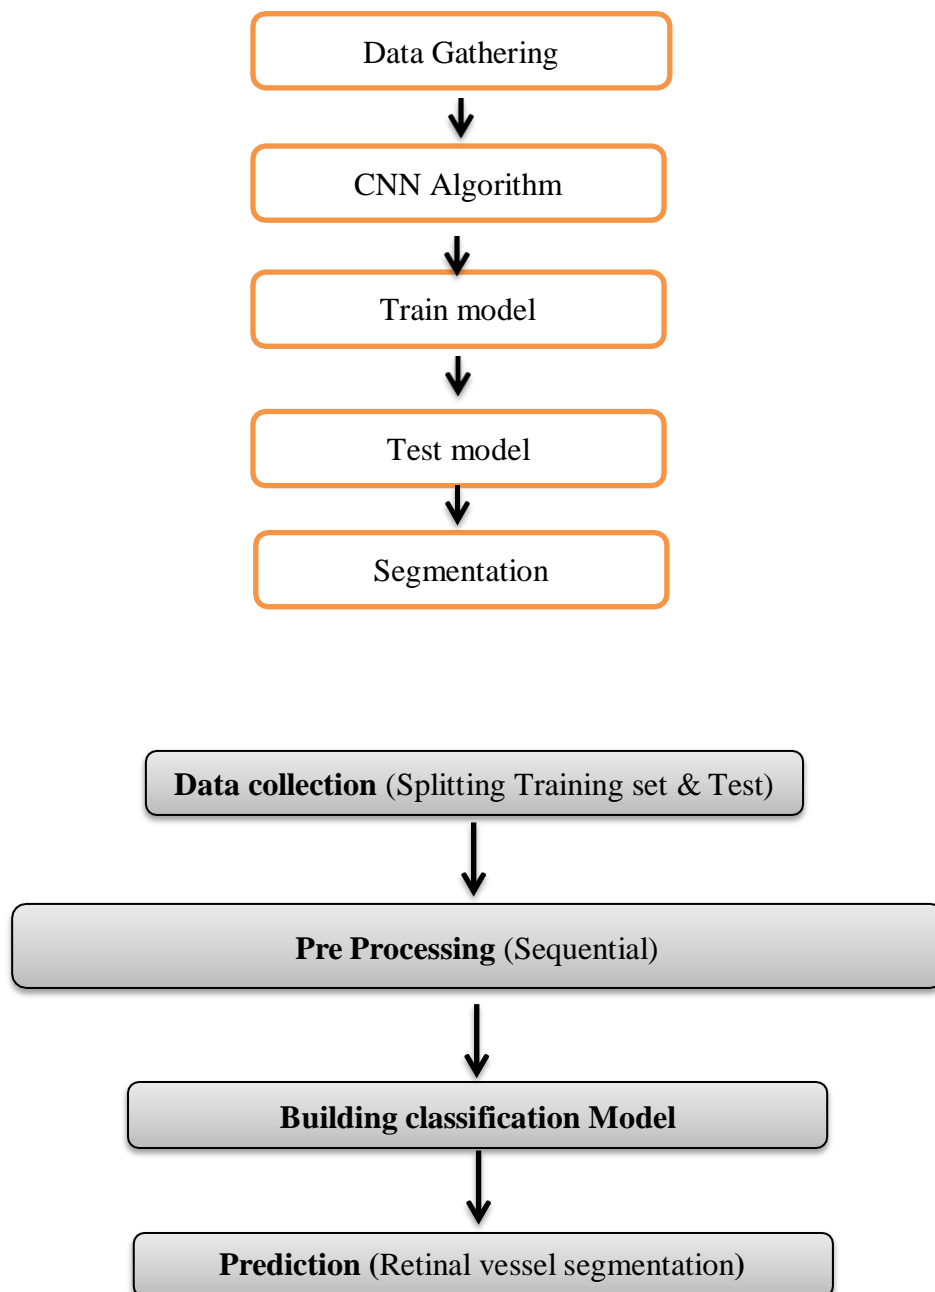 Data Gathering
CNN Algorithm
Train model
Test model
Segmentation
Data collection (Splitting Training set & Test)
Pre Processing (Sequential)
Building classification Model
Prediction (Retinal vessel segmentation)